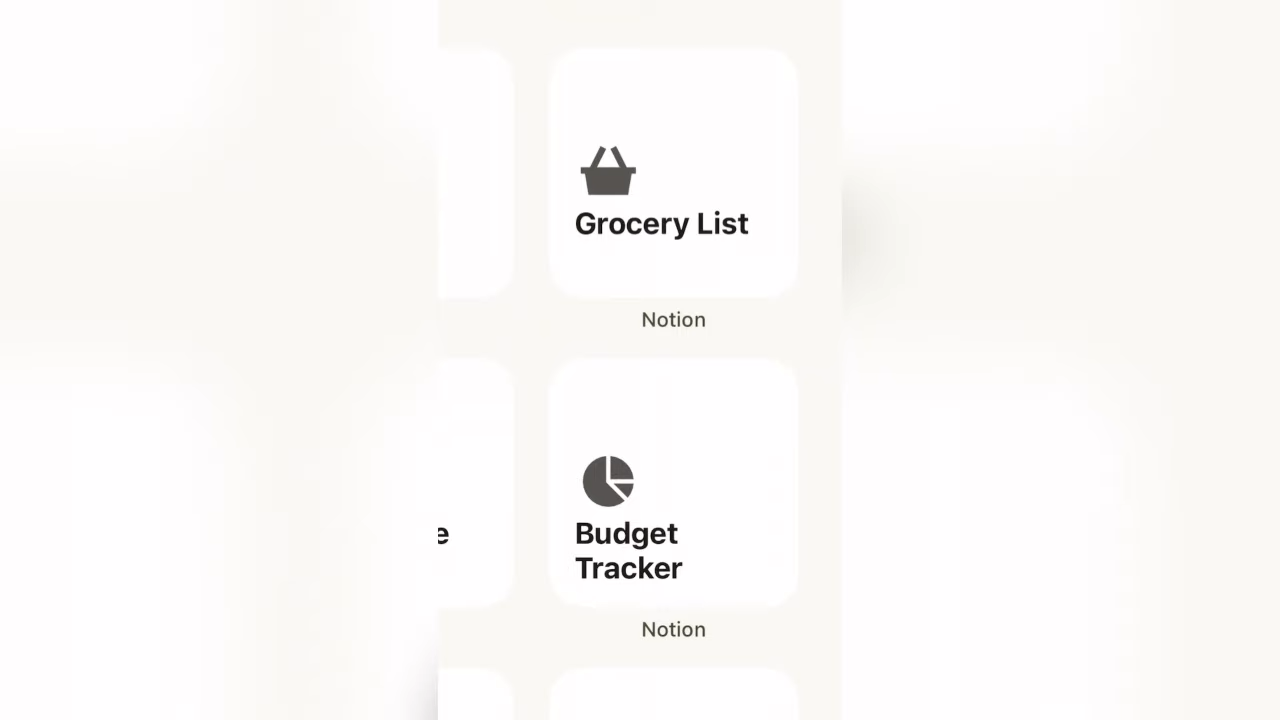 Grocery List
Notion
e
Budget
Tracker
Notion